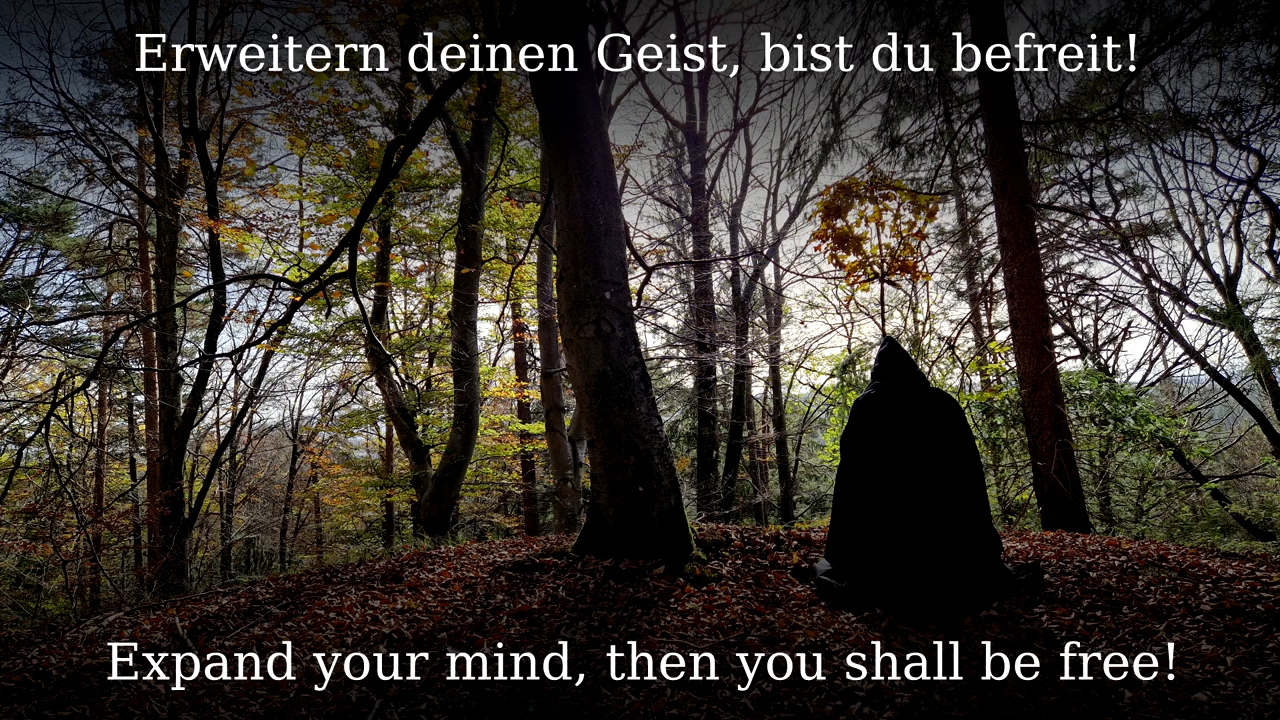 Erweitern deinen Geist, bist du befreit!
Expand your mind, then you shall be free!